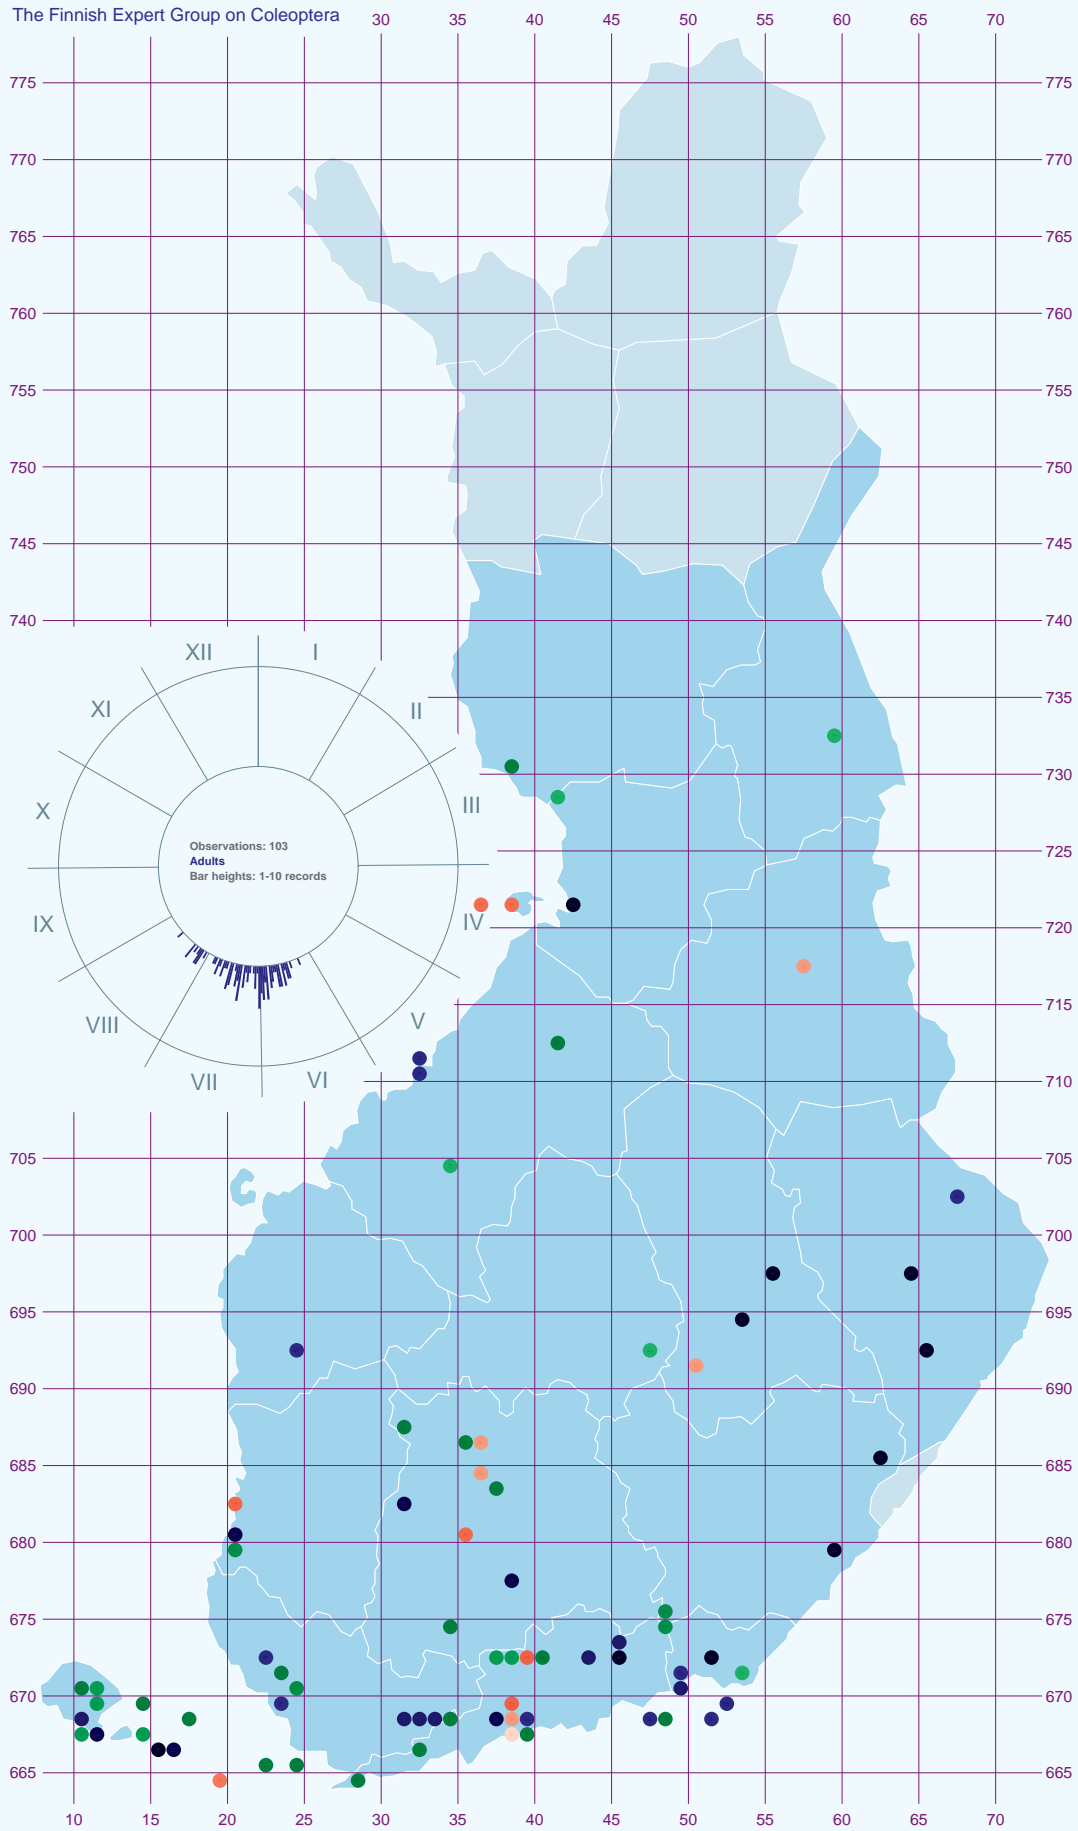 The Finnish Expert Group on Coleoptera
30 35 40 45 50 55 60 65 70
775 775
770 770
765 765
760 760
755 755
750 750
745 745
740 740
XII I
XI II
735
730
X III
Observations: 103
Adults
Bar heights: 1-10 records
725
IX IV
720
VIII V
715
VII VI
710
705 705
700 700
695 695
690 690
685 685
680 680
675 675
670 670
665 665
10 15 20 25 30 35 40 45 50 55 60 65 70